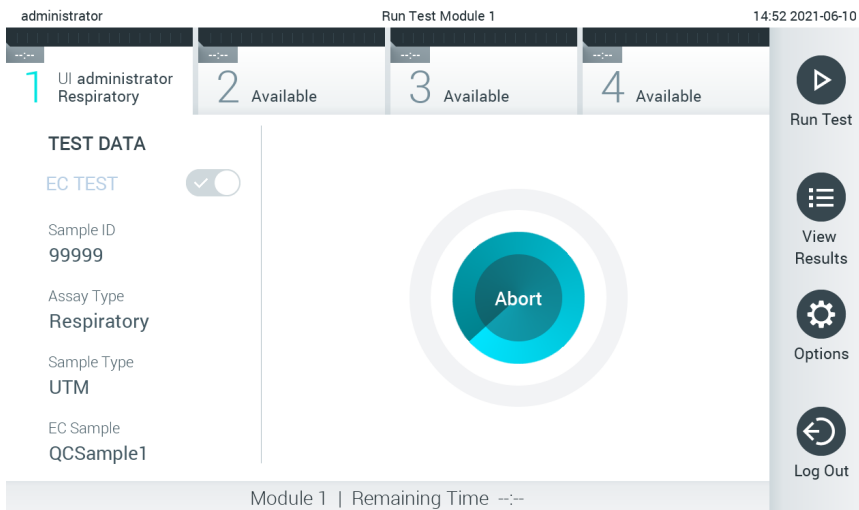 administrator
Run Test Module 1
14:52 2021-06-10
--:--
--:--
--:--
--:--
1
UI administrator
Respiratory
2
Available
3
Available
4
Available
Run Test
TEST DATA
EC TEST
Sample ID
99999
Assay Type
Respiratory
Sample Type
UTM
EC Sample
QCSample1
Abort
View
Results
Options
Log Out
Module 1 | Remaining Time --:--